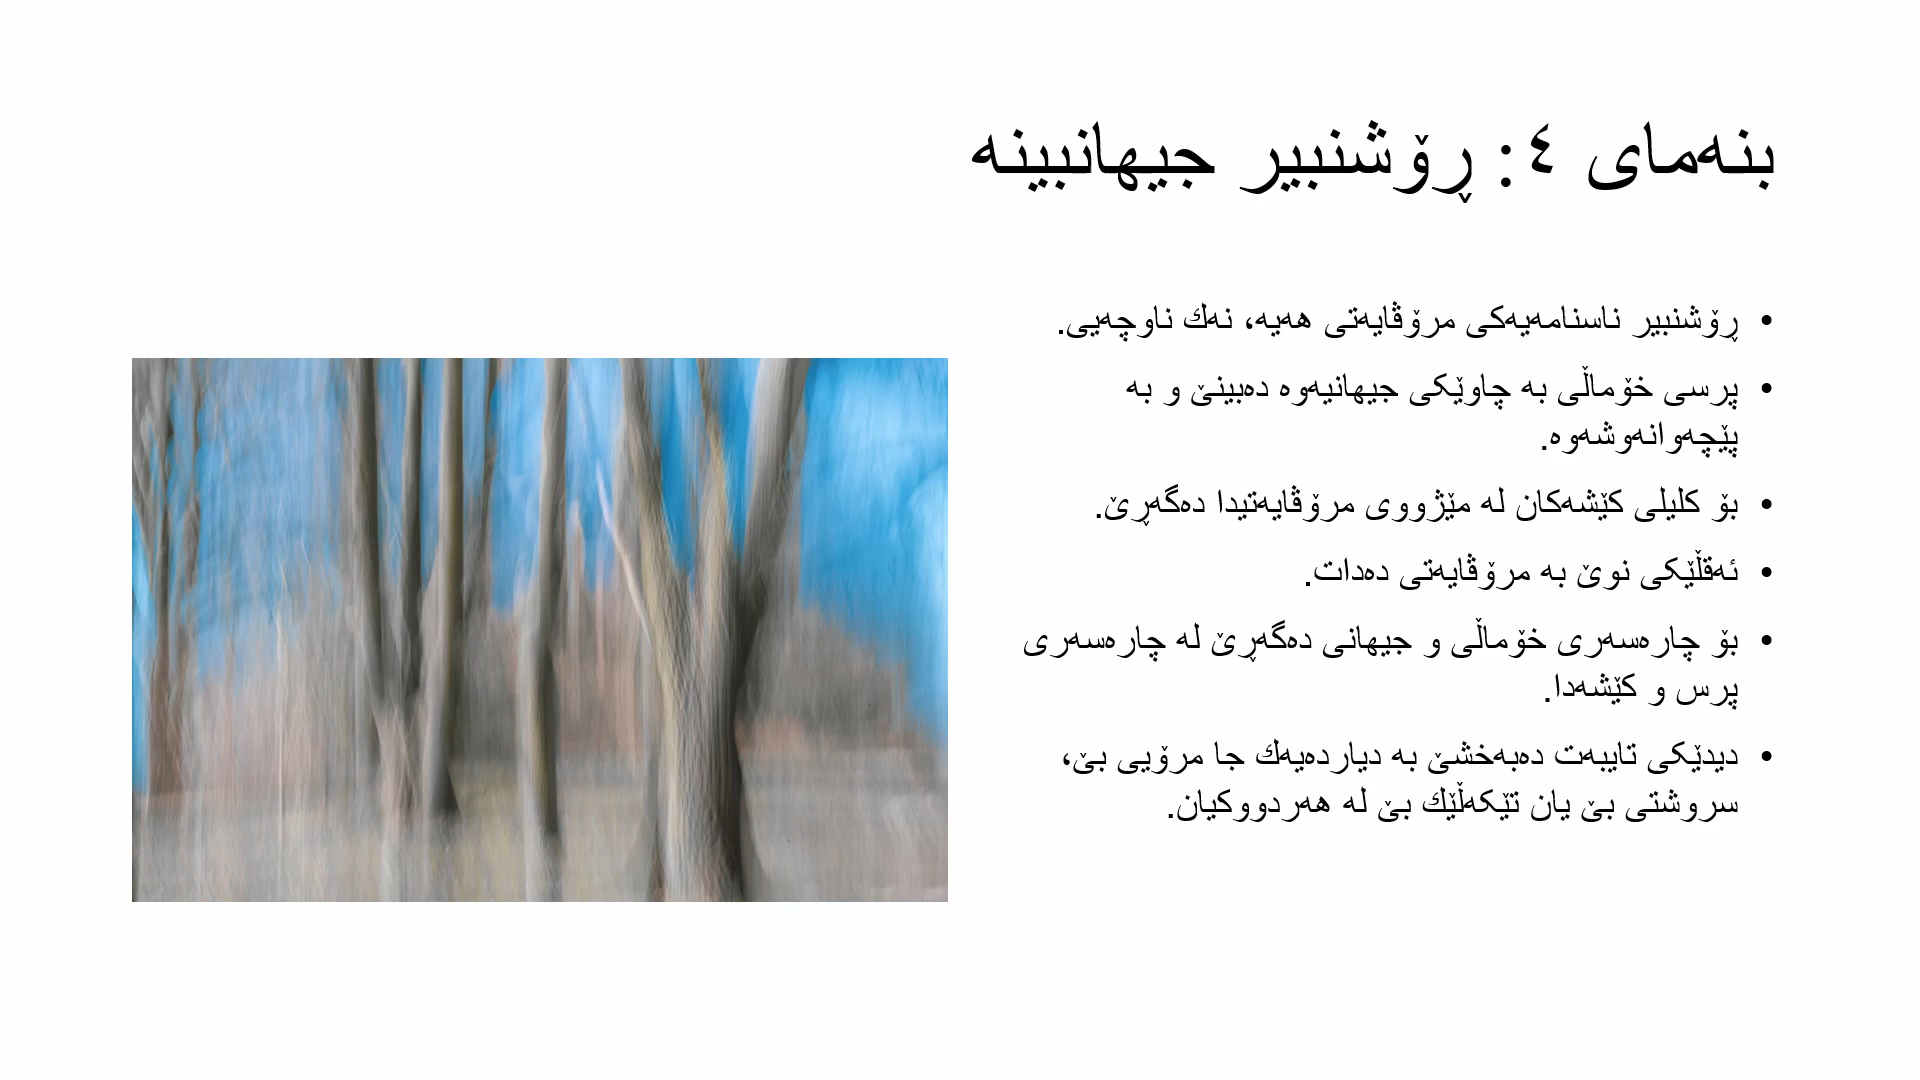 بنەمای ٤: ڕۆشنبیر جیهانبینە
• ڕۆشنبیر ناسنامەیەکی مرۆڤایەتی هەیە، نەك ناوچەیی.
• پرسی خۆماڵی بە چاوێکی جیهانیەوە دەبینێ و بە
پێچەوانەوشەوە.
• بۆ کلیلی کێشەکان لە مێژووی مرۆڤایەتیدا دەگەڕێ.
• ئەقڵێکی نوێ بە مرۆڤایەتی دەدات.
• بۆ چارەسەری خۆماڵی و جیهانی دەگەڕێ لە چارەسەری
پرس و کێشەدا.
• دیدێکی تایبەت دەبەخشێ بە دیاردەیەك جا مرۆیی بێ،
سروشتی بێ یان تێکەڵێك بێ لە هەردووکیان.